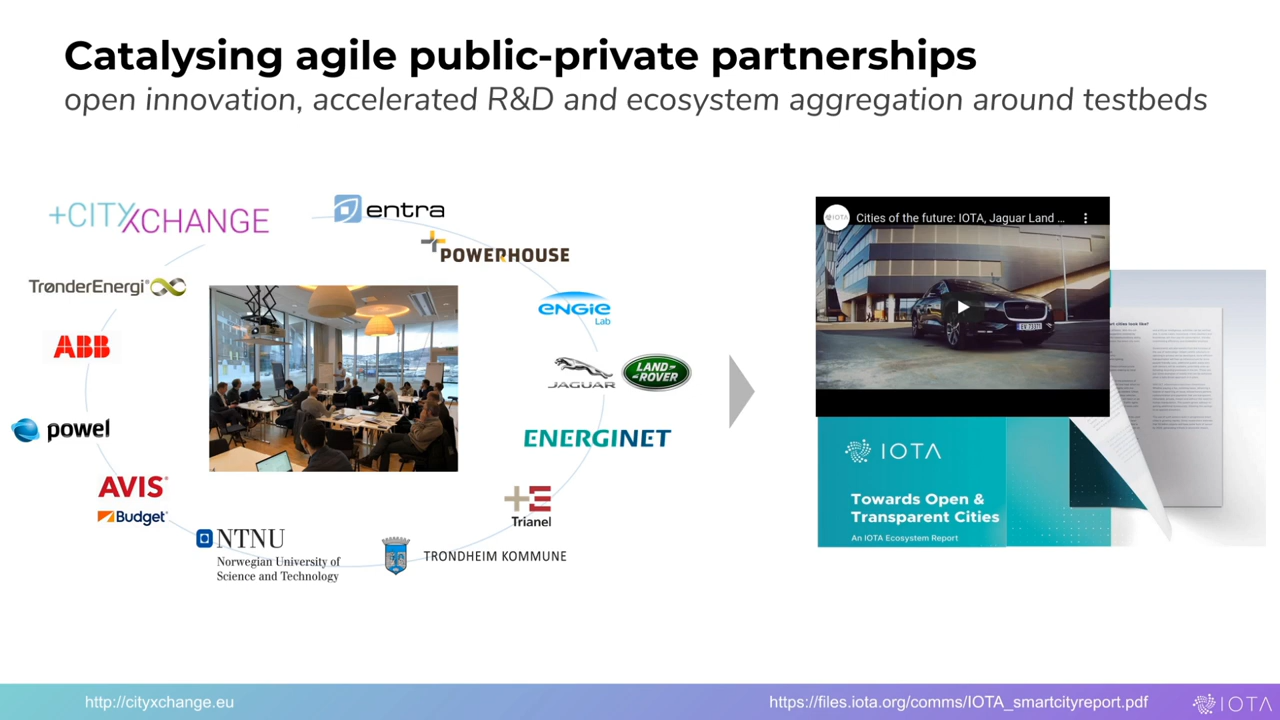 Catalysing agile public-private partnerships
open innovation, accelerated R&D and ecosystem aggregation around testbeds
+CITYXCHANGE
entra
POWERHOUSE
TrønderEnergi
ENGIE
Lab
ABB
JAGUAR
LAND-
-ROVER
powel
ENERGINET
AVIS
Budget
+E
Trianel
NTNU
Norwegian University of
Science and Technology
TRONDHEIM KOMMUNE
IOTA
Cities of the future: IOTA, Jaguar Land ...
IOTA
Towards Open &
Transparent Cities
An IOTA Ecosystem Report
http://cityxchange.eu
https://files.iota.org/comms/IOTA_smartcityreport.pdf
IOTA